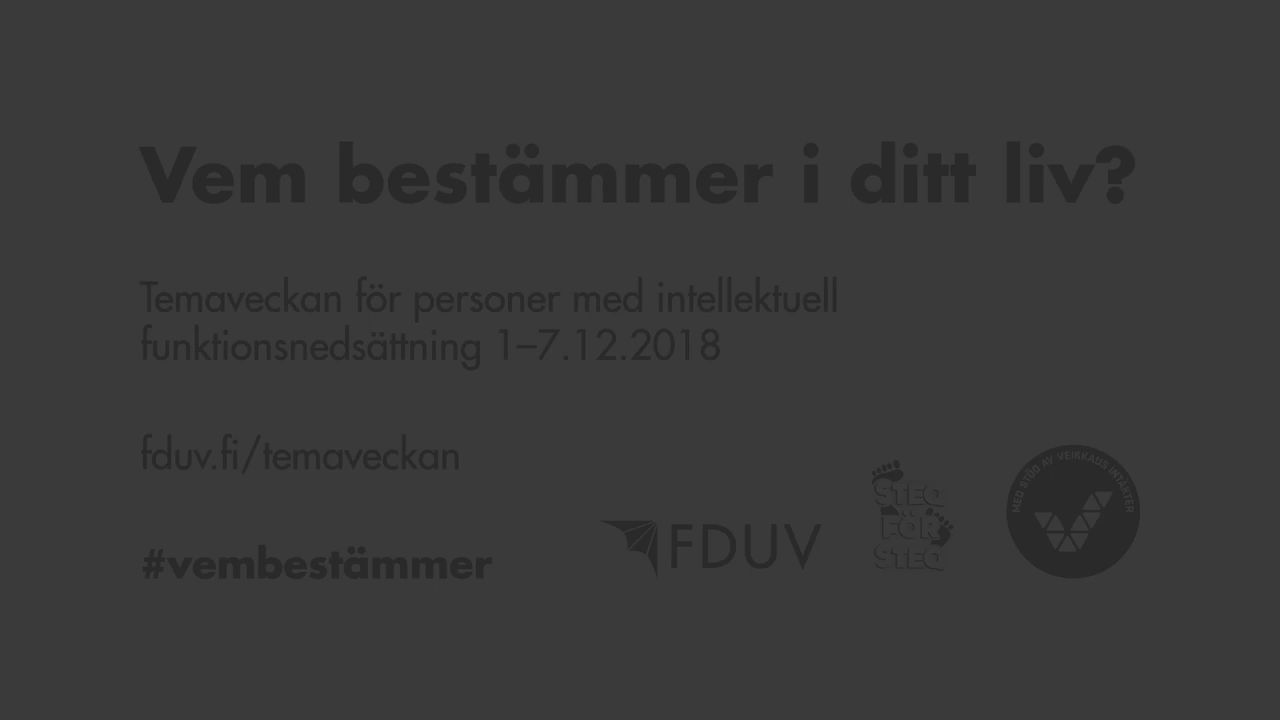 Vem bestämmer i ditt liv?
Temaveckan för personer med intellektuell
funktionsnedsättning 1–7.12.2018
fduv.fi/temaveckan
#vembestämmer
FDUV
STEG
FÖR
STEG
MED STÖD AV VEIKKAUS INTÄKTER